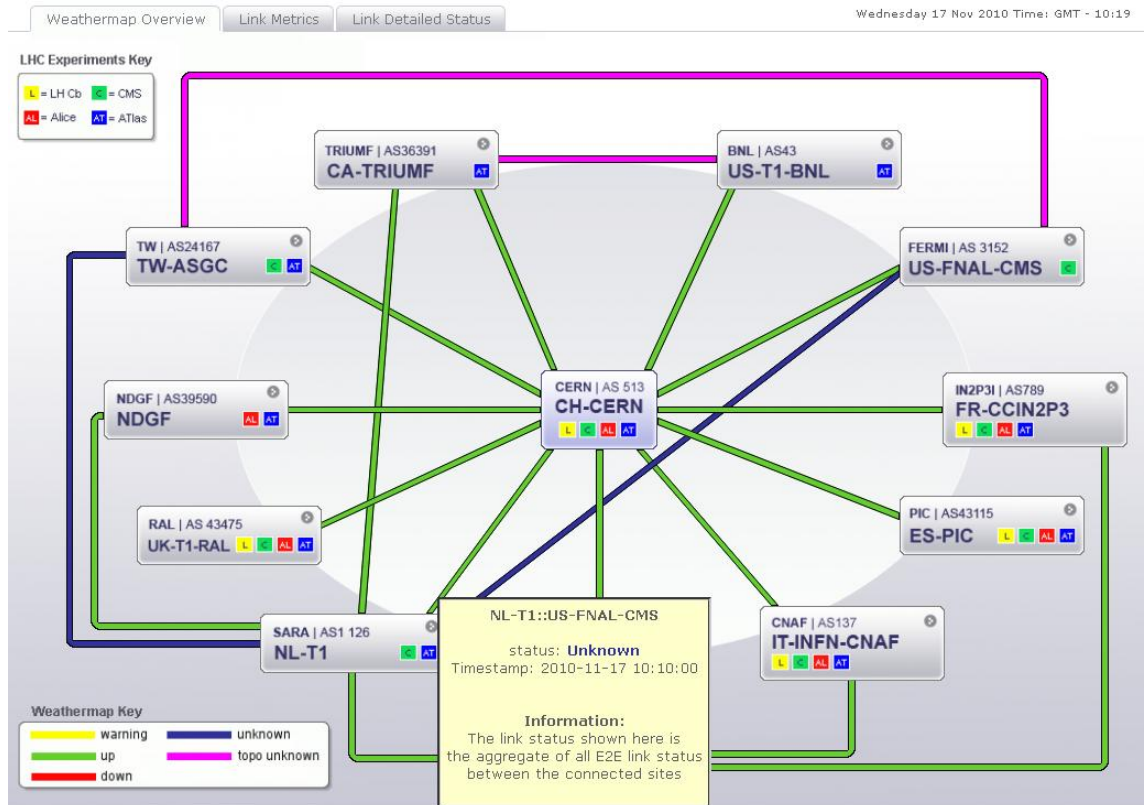 Weathermap Overview
Link Metrics
Link Detailed Status
Wednesday 17 Nov 2010 Time: GMT - 10:19
LHC Experiments Key
L = LH Cb C = CMS
AL = Alice AT = ATlas
TRIUMF | AS36391
CA-TRIUMF
AT
BNL | AS43
US-T1-BNL
AT
TW | AS24167
TW-ASGC C AT
FERMI | AS 3152
US-FNAL-CMS C
CERN | AS 513
CH-CERN
L C AL AT
NDGF | AS39590
NDGF AL AT
IN2P3I | AS789
FR-CCIN2P3
L C AL AT
RAL | AS 43475
UK-T1-RAL L C AL AT
PIC | AS43115
ES-PIC L C AL AT
SARA | AS1 126
NL-T1 C AT
CNAF | AS137
IT-INFN-CNAF
L C AL AT
NL-T1::US-FNAL-CMS
status: Unknown
Timestamp: 2010-11-17 10:10:00
Information:
The link status shown here is
the aggregate of all E2E link status
between the connected sites
Weathermap Key
warning unknown
up topo unknown
down